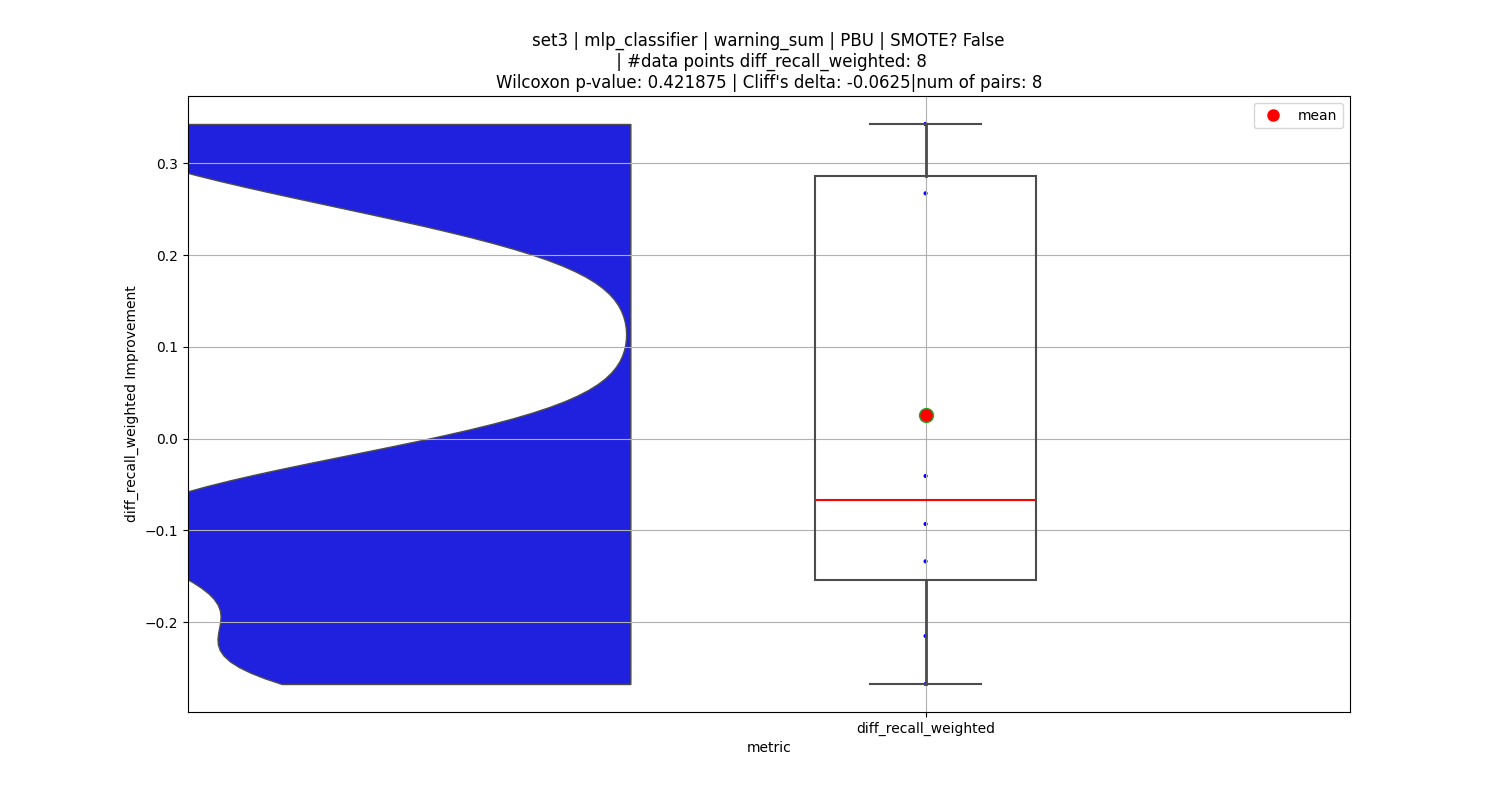 set3 | mlp_classifier | warning_sum | PBU | SMOTE? False
| #data points diff_recall_weighted: 8
Wilcoxon p-value: 0.421875 | Cliff's delta: -0.0625|num of pairs: 8
mean
0.3
0.2
0.1
0.0
−0.1
−0.2
diff_recall_weighted Improvement
diff_recall_weighted
metric